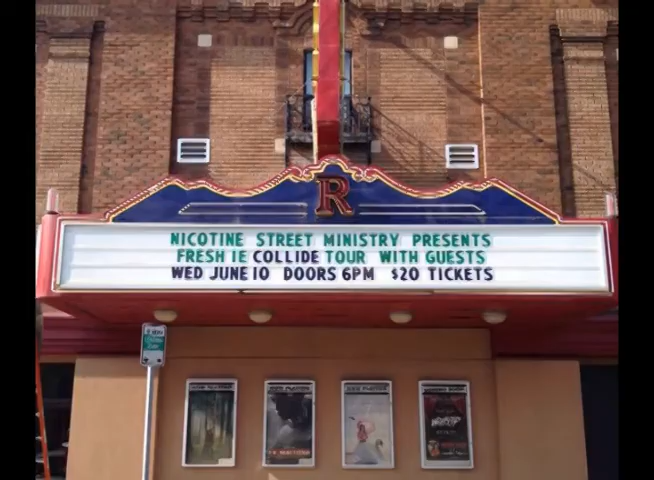 R
NICOTINE STREET MINISTRY PRESENTS
FRESH IE COLLIDE TOUR WITH GUESTS
WED JUNE 10 DOORS 6PM $20 TICKETS